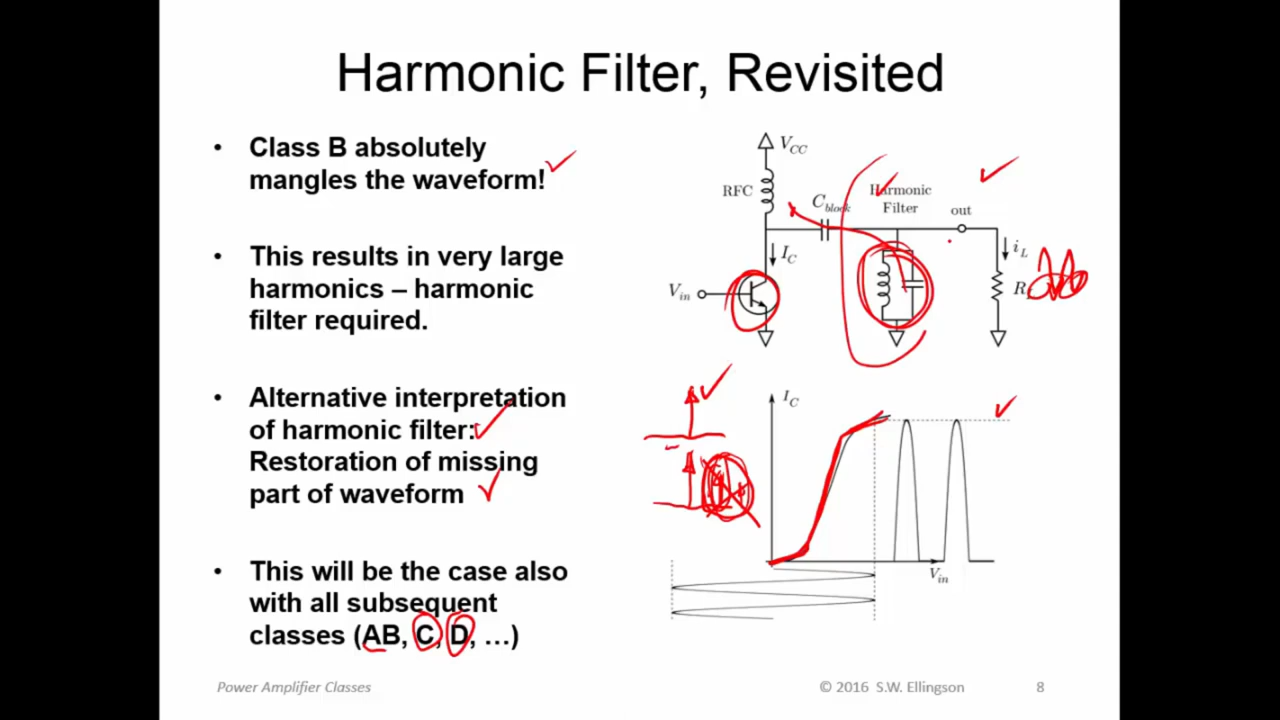 Harmonic Filter, Revisited
• Class B absolutely
mangles the waveform!
• This results in very large
harmonics – harmonic
filter required.
• Alternative interpretation
of harmonic filter:
Restoration of missing
part of waveform
• This will be the case also
with all subsequent
classes (AB, C, D, …)
VCC
RFC
Cblock
Harmonic
Filter
out
IC
iL
Vin
IC
Vin
Power Amplifier Classes
© 2016 S.W. Ellingson
8